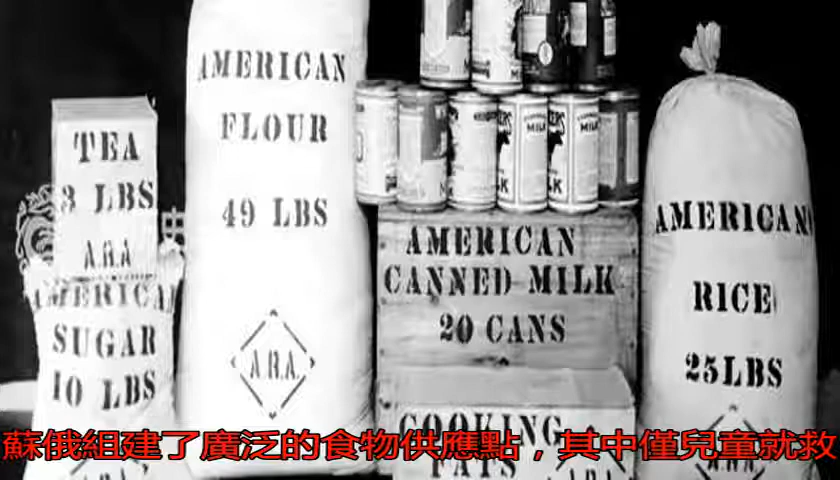 TEA
3 LBS
A.R.A
AMERICAN
SUGAR
10 LBS
AMERICAN
FLOUR
49 LBS
A.R.A.
MILK
MILK
AMERICAN
CANNED MILK
20 CANS
COOKING
FATS
AMERICAN
RICE
25LBS
蘇俄組建了廣泛的食物供應點，其中僅兒童就救